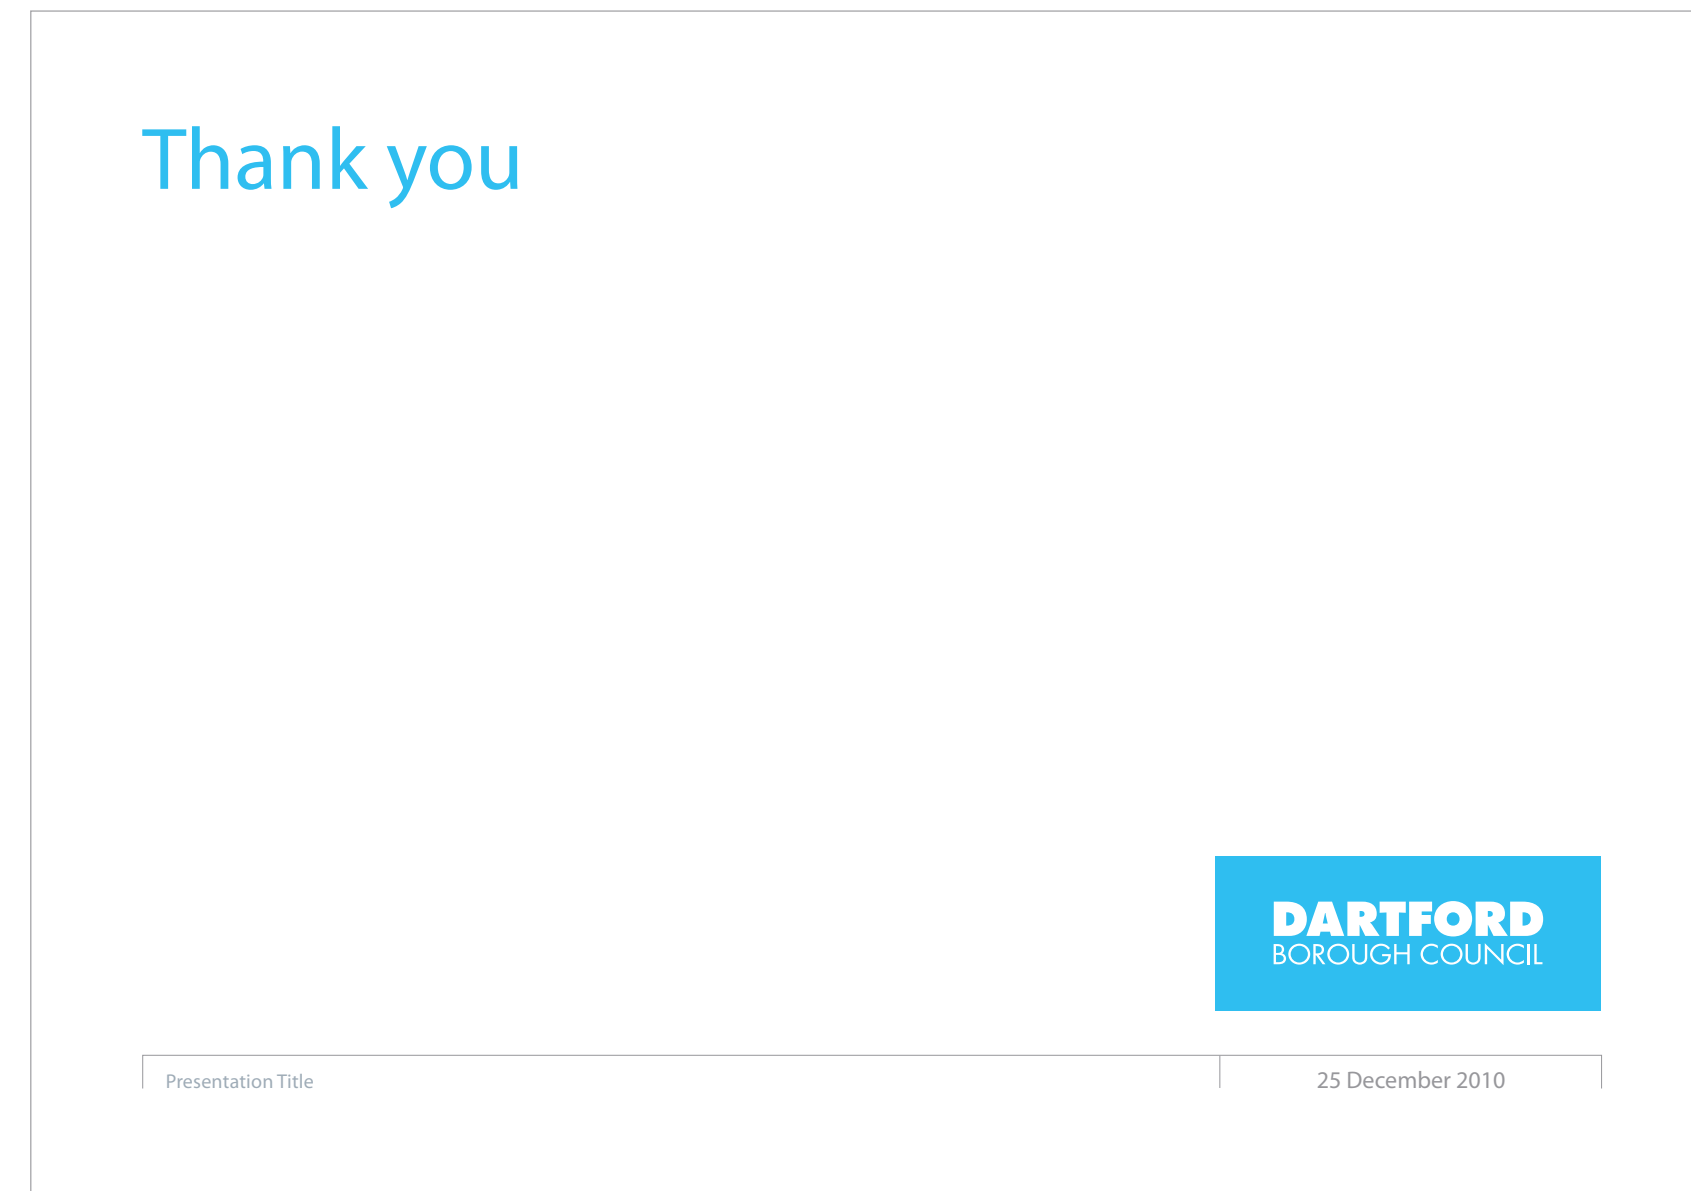 Thank you
DARTFORD
BOROUGH COUNCIL
Presentation Title
25 December 2010